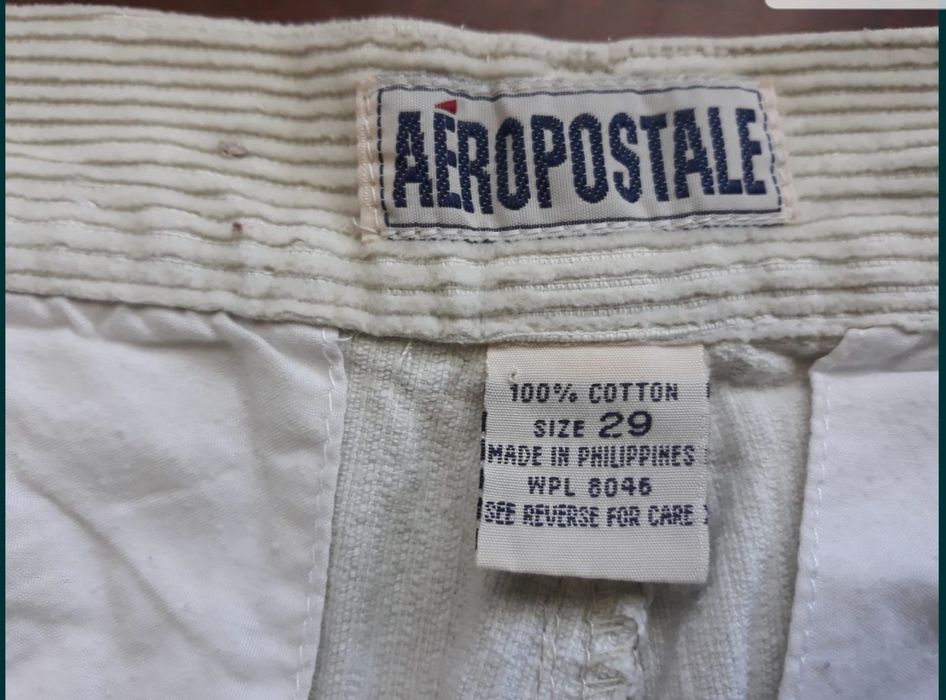 AÉROPOSTALE
100% COTTON
SIZE 29
MADE IN PHILIPPINES
WPL 8046
SEE REVERSE FOR CARE